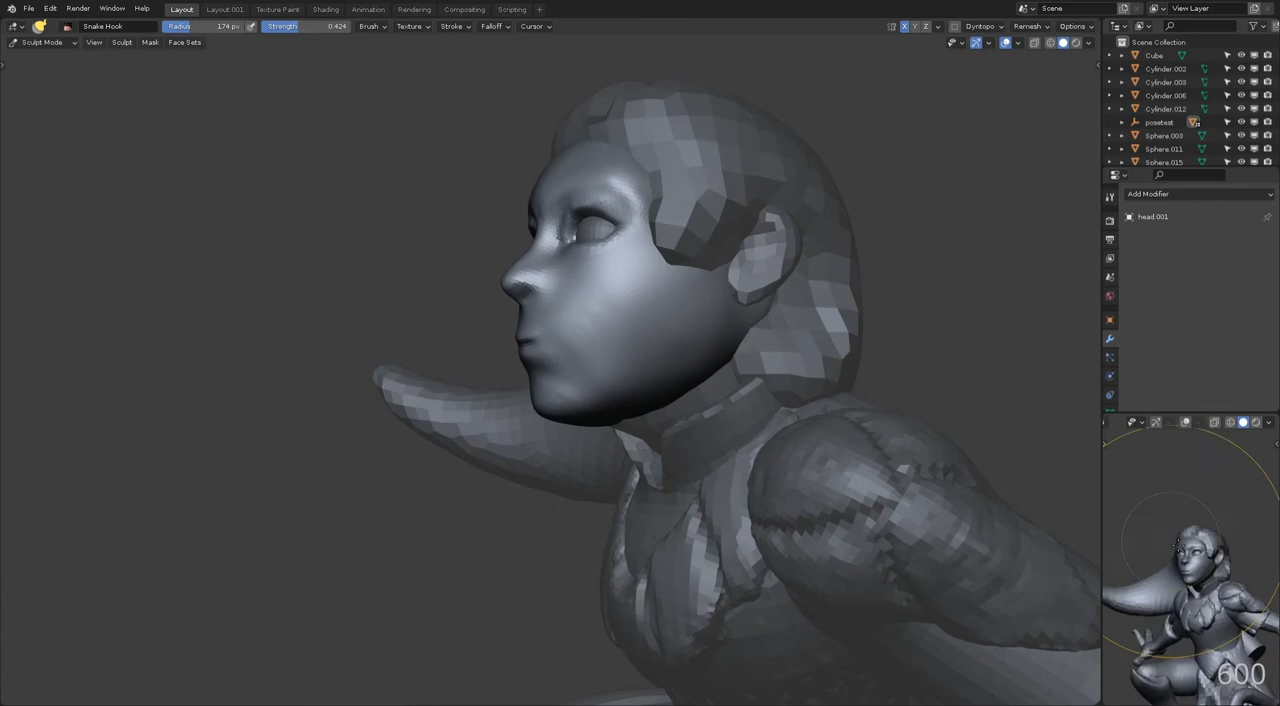 File Edit Render Window Help Layout Layout.001 Texture Paint Shading Animation Rendering Compositing Scripting Scene View Layer
Snake Hook Radius 174 px Strength 0.424 Brush Texture Stroke Falloff Cursor X Y Z Dyntopo Remesh Options
Sculpt Mode View Sculpt Mask Face Sets
Scene Collection
Cube
Cylinder.002
Cylinder.003
Cylinder.006
Cylinder.012
posetest
Sphere.003
Sphere.011
Sphere.015
Add Modifier
head.001
600